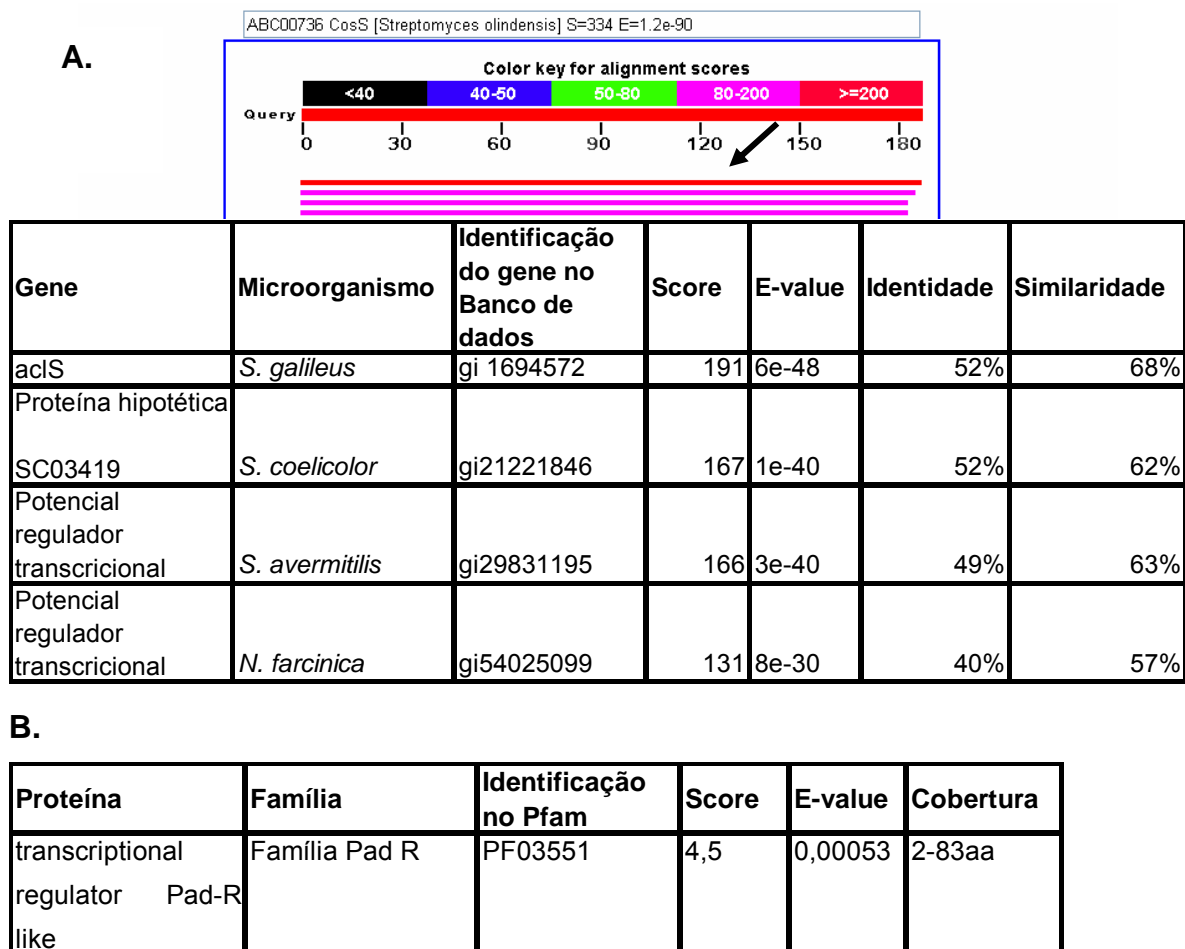 ABC00736 CosS [Streptomyces olindensis] S=334 E=1.2e-90
A.
Color key for alignment scores
<40 40-50 50-80 80-200 >=200
Query
0 30 60 90 120 150 180
Gene Microorganismo Identificação do gene no Banco de dados Score E-value Identidade Similaridade
aclS S. galileus gi 1694572 191 6e-48 52% 68%
Proteína hipotética
SC03419 S. coelicolor gi21221846 167 1e-40 52% 62%
Potencial
regulador
transcricional S. avermitilis gi29831195 166 3e-40 49% 63%
Potencial
regulador
transcricional N. farcinica gi54025099 131 8e-30 40% 57%
B.
Proteína Família Identificação no Pfam Score E-value Cobertura
transcriptional Família Pad R PF03551 4,5 0,00053 2-83aa
regulator Pad-R
like